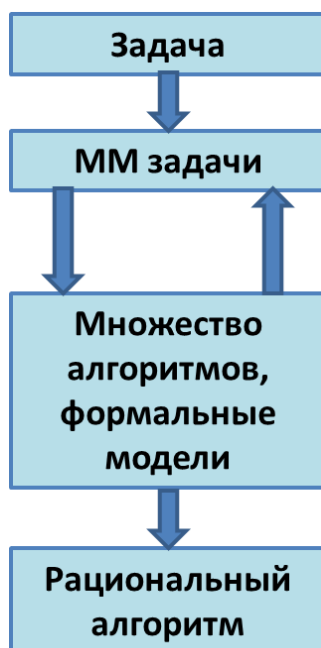 Задача
ММ задачи
Множество
алгоритмов,
формальные
модели
Рациональный
алгоритм